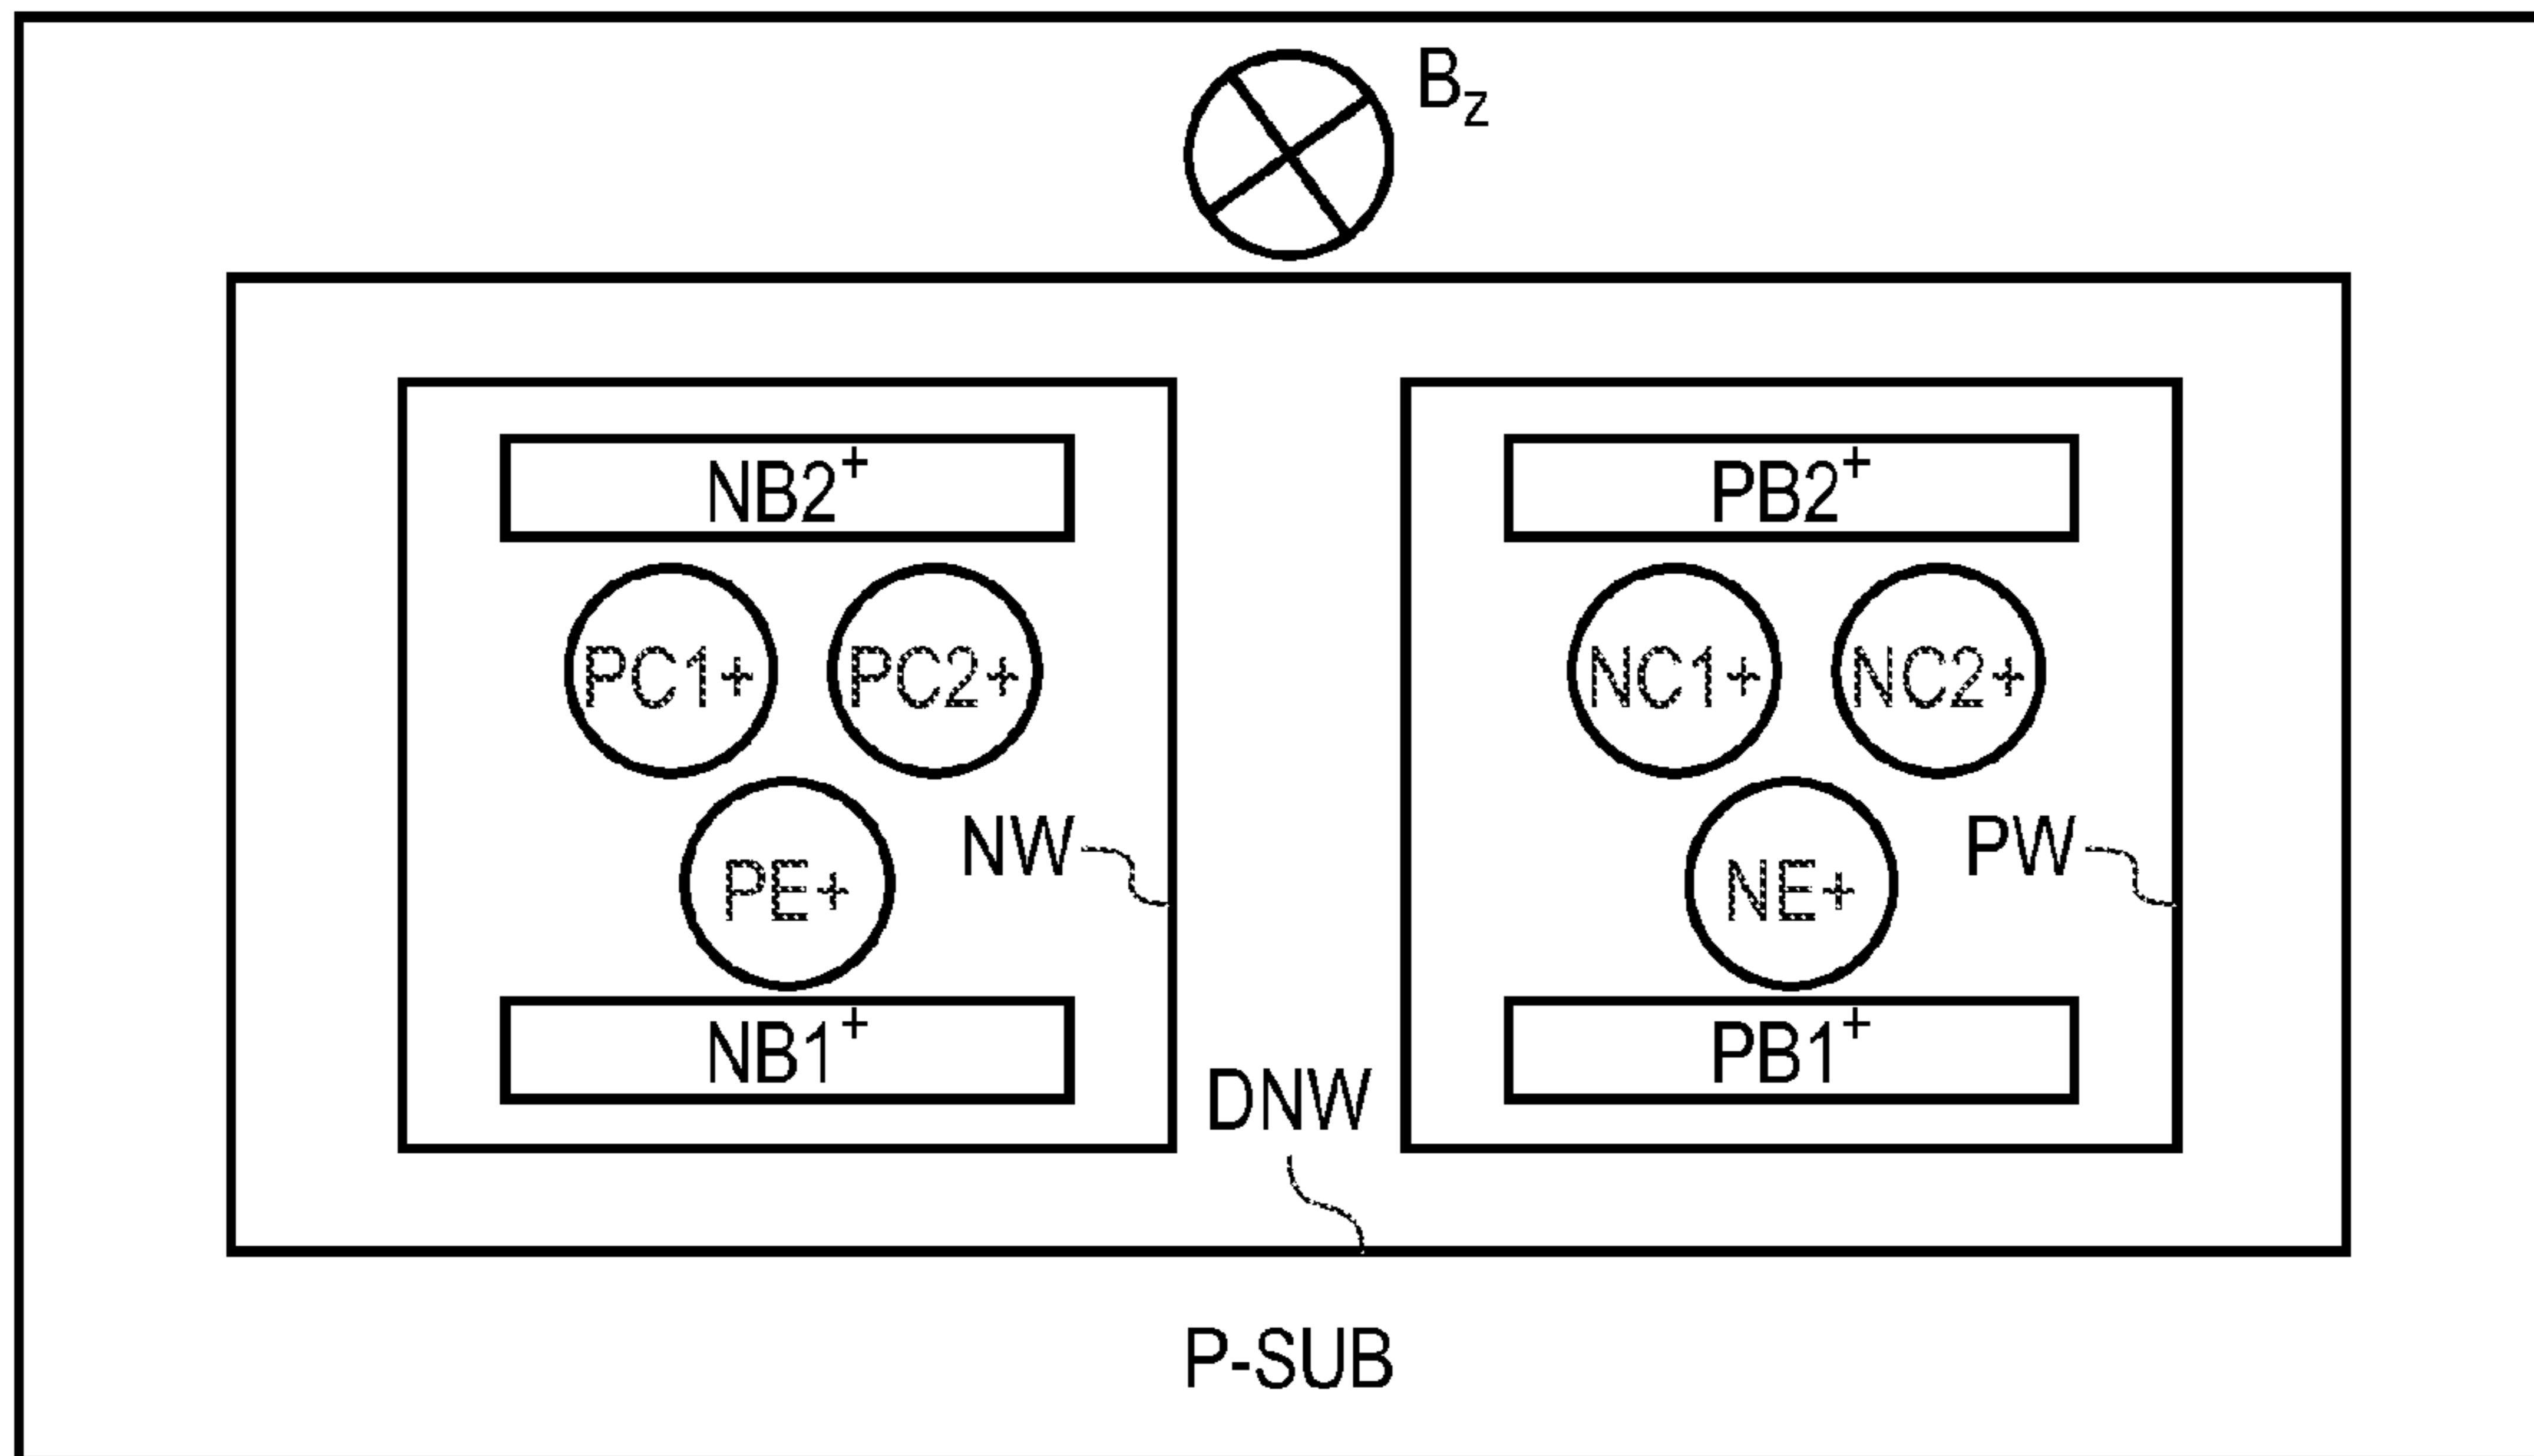 Bz
NB2+ PB2+
PC1+ PC2+ NC1+ NC2+
NW PW
PE+ NE+
NB1+ PB1+
DNW
P-SUB